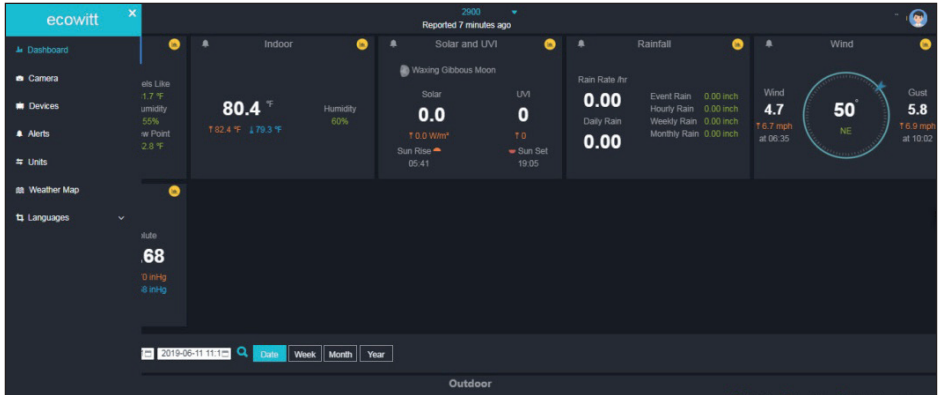 ecowitt
×
2900
Reported 7 minutes ago
Dashboard
Camera
Devices
Alerts
Units
Weather Map
Languages
els Like
1.7 °F
umidity
55%
ew Point
2.8 °F
Indoor
80.4 °F
↑82.4 °F ↓79.3 °F
Humidity
60%
Solar and UVI
Waxing Gibbous Moon
Solar UVI
0.0 0
↑0.0 W/m² ↑0
Sun Rise Sun Set
05:41 19:05
Rainfall
Rain Rate /hr
0.00
Daily Rain
0.00
Event Rain 0.00 inch
Hourly Rain 0.00 inch
Weekly Rain 0.00 inch
Monthly Rain 0.00 inch
Wind
Wind
4.7
↑6.7 mph
at 06:35
50°
NE
Gust
5.8
↑6.9 mph
at 10:02
olute
.68
0 inHg
8 inHg
2019-06-11 11:1
Date Week Month Year
Outdoor